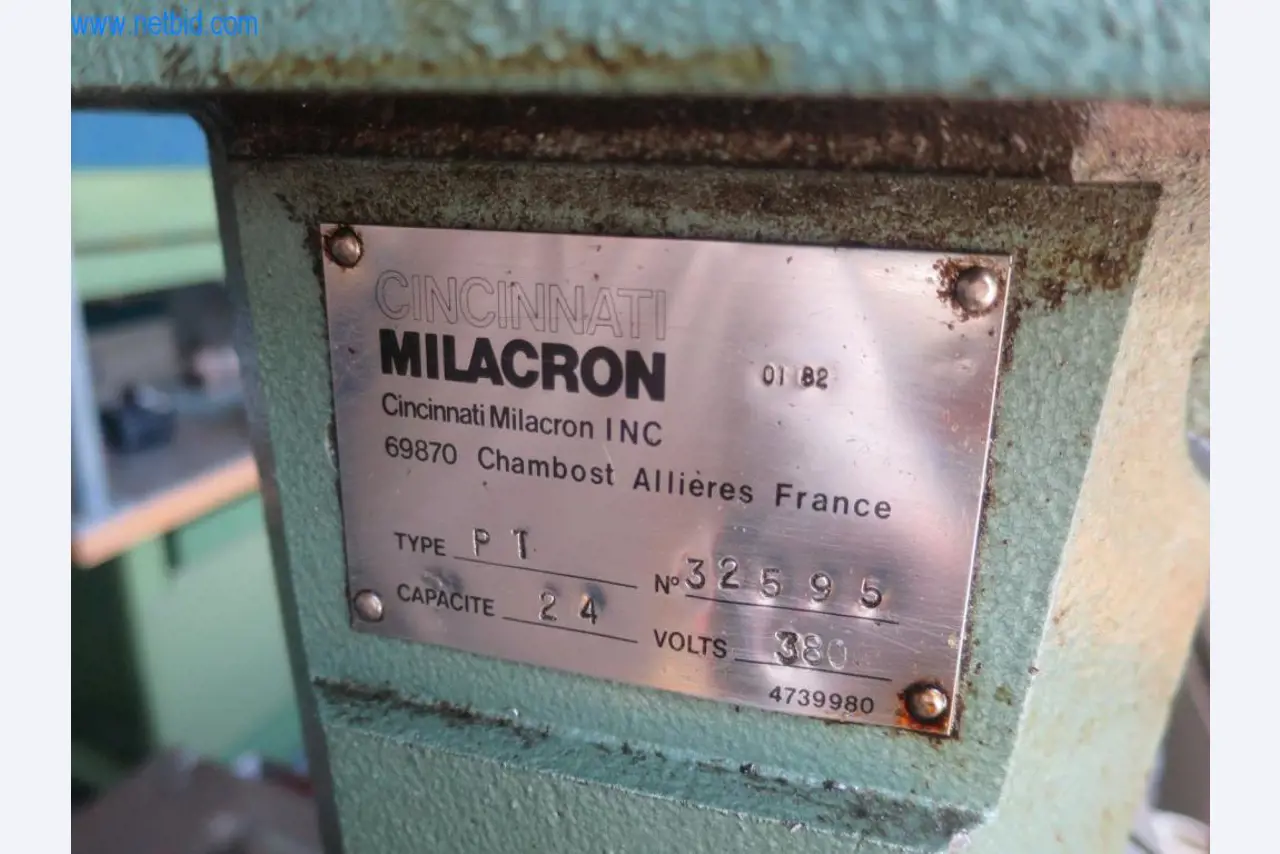 www.netbid.com
CINCINNATI
MILACRON
01 82
Cincinnati Milacron INC
69870 Chambost Allières France
TYPE PT
N° 32595
CAPACITE 24
VOLTS 380
4739980